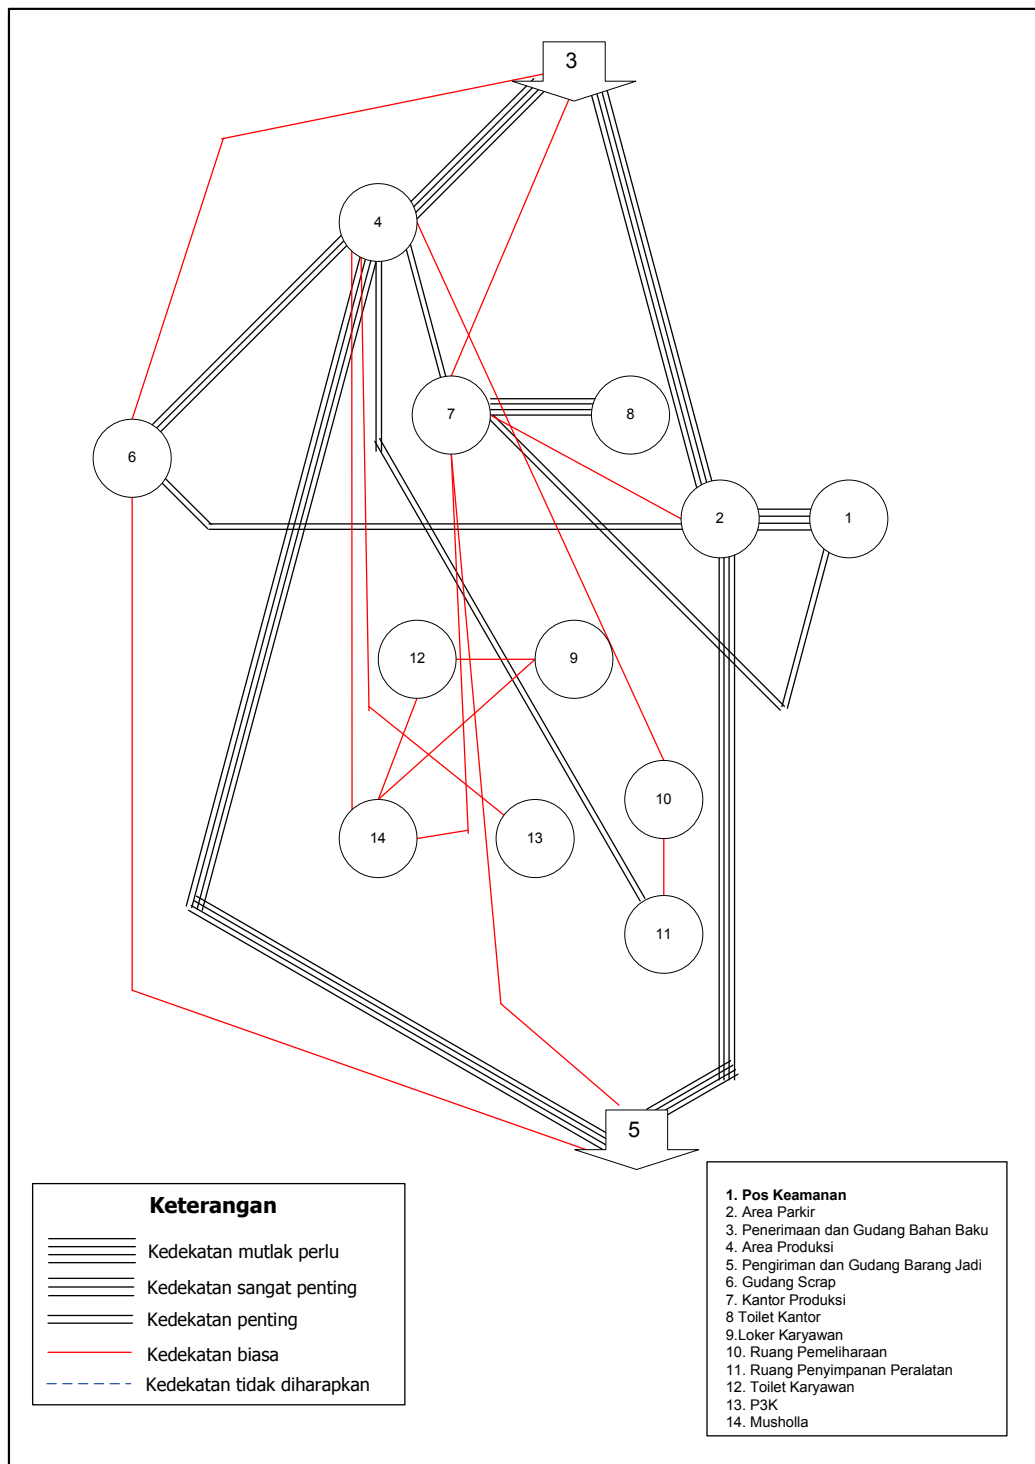 3
4
7
8
6
2
1
12
9
10
14
13
11
5
Keterangan
Kedekatan mutlak perlu
Kedekatan sangat penting
Kedekatan penting
Kedekatan biasa
Kedekatan tidak diharapkan
1. Pos Keamanan
2. Area Parkir
3. Penerimaan dan Gudang Bahan Baku
4. Area Produksi
5. Pengiriman dan Gudang Barang Jadi
6. Gudang Scrap
7. Kantor Produksi
8 Toilet Kantor
9.Loker Karyawan
10. Ruang Pemeliharaan
11. Ruang Penyimpanan Peralatan
12. Toilet Karyawan
13. P3K
14. Musholla